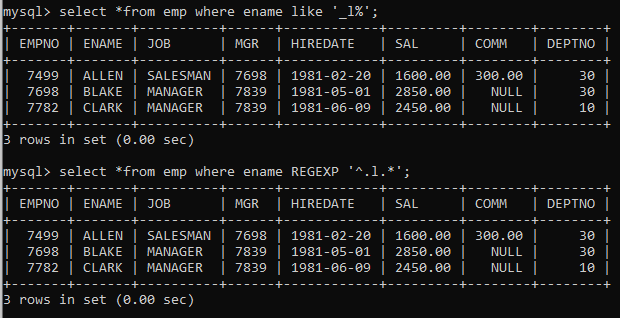 mysql> select *from emp where ename like '_l%';
+-------+-------+----------+------+------------+---------+--------+--------+
| EMPNO | ENAME | JOB      | MGR  | HIREDATE   | SAL     | COMM   | DEPTNO |
+-------+-------+----------+------+------------+---------+--------+--------+
|  7499 | ALLEN | SALESMAN | 7698 | 1981-02-20 | 1600.00 | 300.00 |     30 |
|  7698 | BLAKE | MANAGER  | 7839 | 1981-05-01 | 2850.00 |   NULL |     30 |
|  7782 | CLARK | MANAGER  | 7839 | 1981-06-09 | 2450.00 |   NULL |     10 |
+-------+-------+----------+------+------------+---------+--------+--------+
3 rows in set (0.00 sec)
mysql> select *from emp where ename REGEXP '^.l.*';
+-------+-------+----------+------+------------+---------+--------+--------+
| EMPNO | ENAME | JOB      | MGR  | HIREDATE   | SAL     | COMM   | DEPTNO |
+-------+-------+----------+------+------------+---------+--------+--------+
|  7499 | ALLEN | SALESMAN | 7698 | 1981-02-20 | 1600.00 | 300.00 |     30 |
|  7698 | BLAKE | MANAGER  | 7839 | 1981-05-01 | 2850.00 |   NULL |     30 |
|  7782 | CLARK | MANAGER  | 7839 | 1981-06-09 | 2450.00 |   NULL |     10 |
+-------+-------+----------+------+------------+---------+--------+--------+
3 rows in set (0.00 sec)